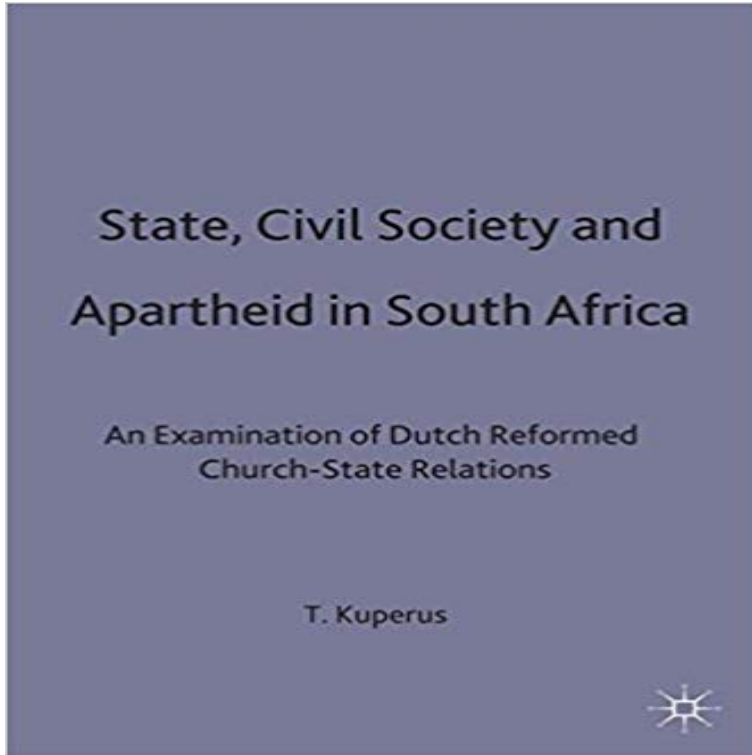 State, Civil Society and
Apartheid in South Africa
An Examination of Dutch Reformed
Church-State Relations
T. Kuperus